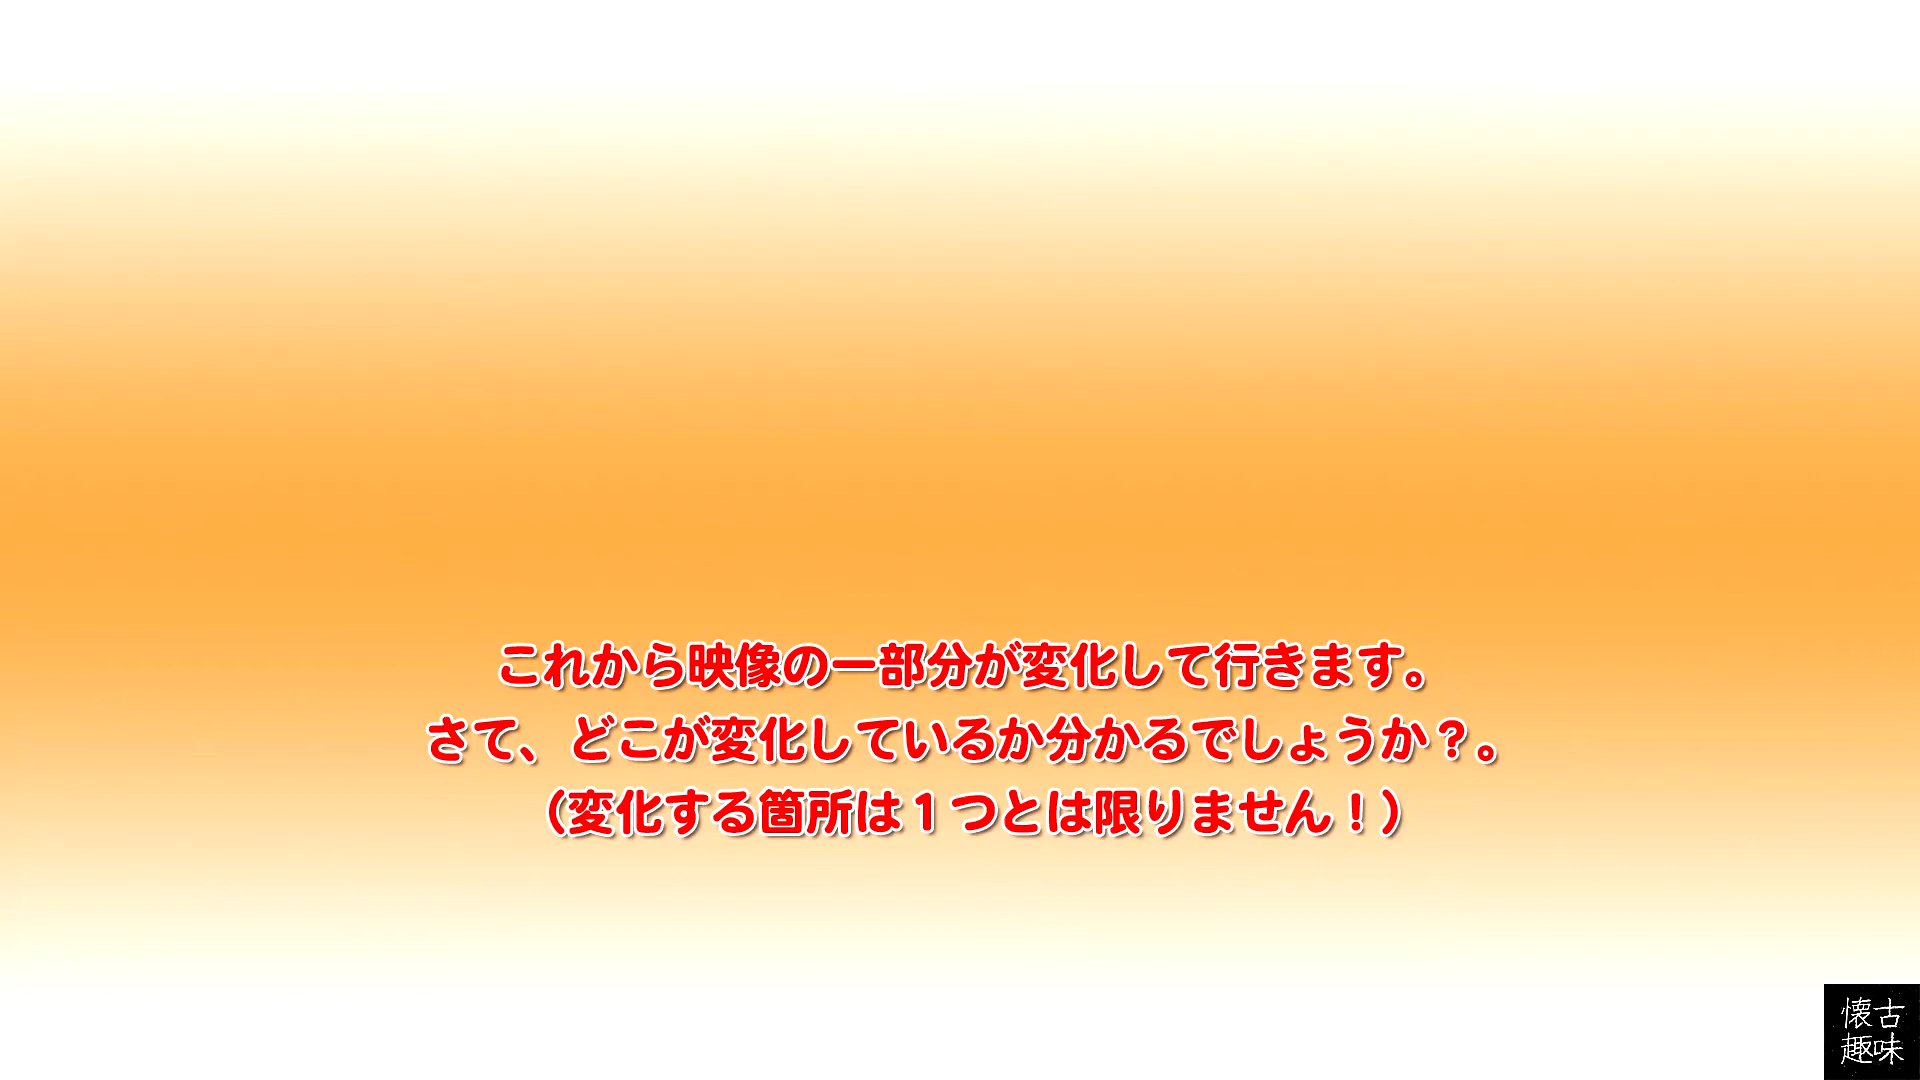 これから映像の一部分が変化して行きます。
さて、どこが変化しているか分かるでしょうか？。
（変化する箇所は１つとは限りません！）
懐古
趣味